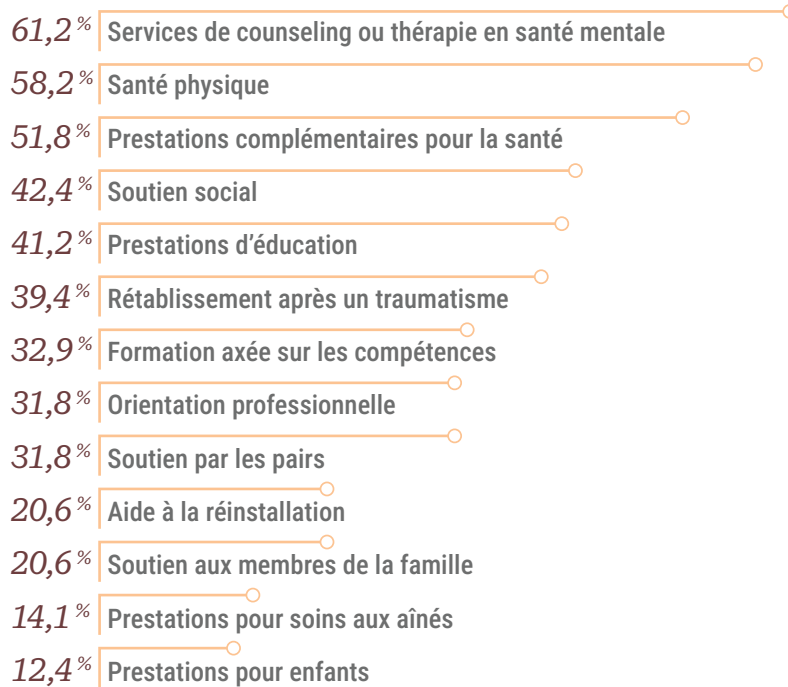 61,2 % Services de counseling ou thérapie en santé mentale
58,2 % Santé physique
51,8 % Prestations complémentaires pour la santé
42,4 % Soutien social
41,2 % Prestations d’éducation
39,4 % Rétablissement après un traumatisme
32,9 % Formation axée sur les compétences
31,8 % Orientation professionnelle
31,8 % Soutien par les pairs
20,6 % Aide à la réinstallation
20,6 % Soutien aux membres de la famille
14,1 % Prestations pour soins aux aînés
12,4 % Prestations pour enfants